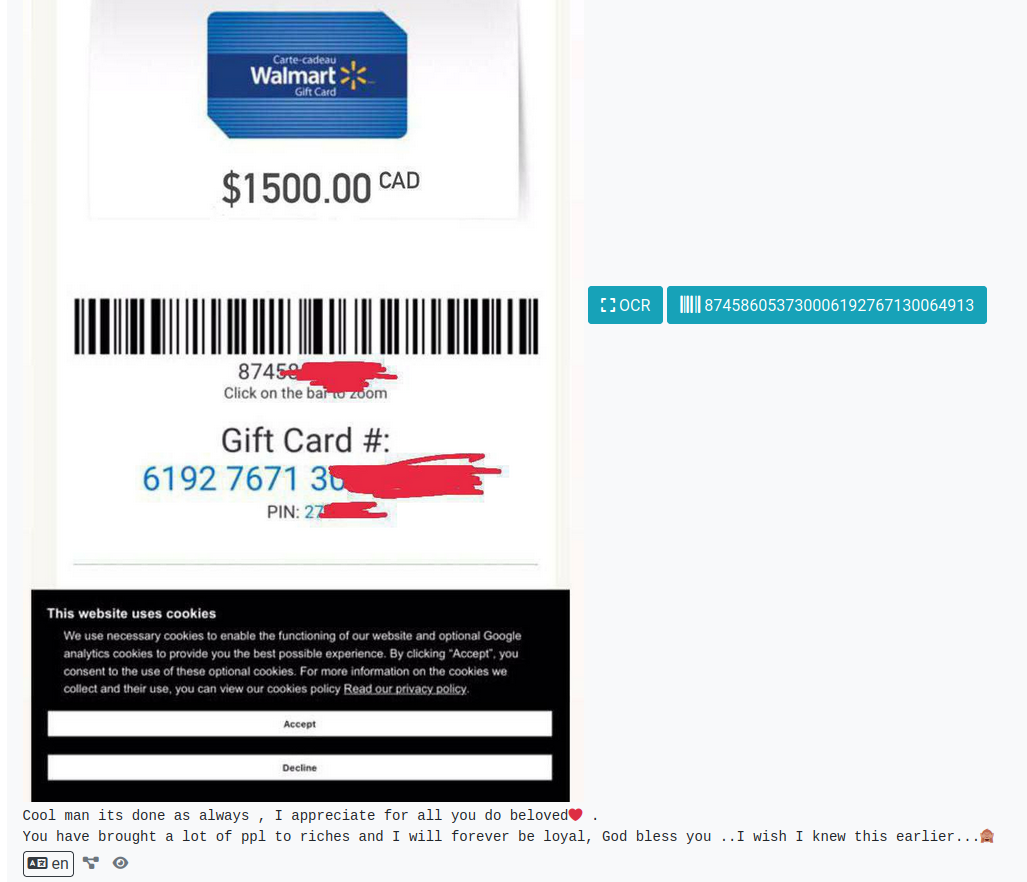 Carte-cadeau
Walmart
Gift Card
$1500.00 CAD
OCR
874586053730006192767130064913
Click on the bar to zoom
Gift Card #:
6192 7671
PIN: 27
This website uses cookies
We use necessary cookies to enable the functioning of our website and optional Google
analytics cookies to provide you the best possible experience. By clicking “Accept”, you
consent to the use of these optional cookies. For more information on the cookies we
collect and their use, you can view our cookies policy Read our privacy policy.
Accept
Decline
Cool man its done as always , I appreciate for all you do beloved❤️ .
You have brought a lot of ppl to riches and I will forever be loyal, God bless you ..I wish I knew this earlier...🙈
en